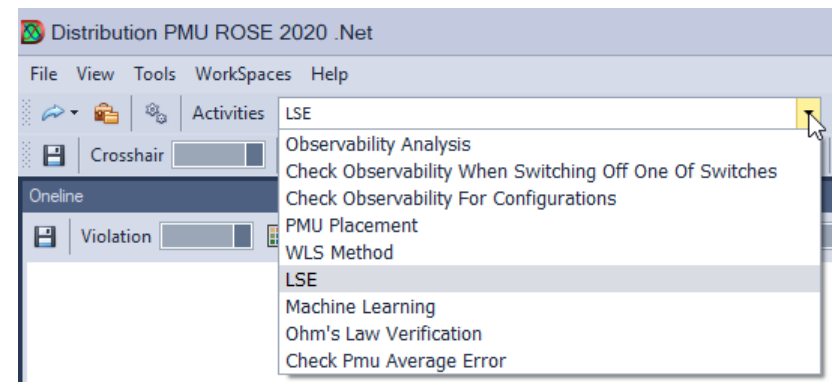 Distribution PMU ROSE 2020 .Net
File View Tools WorkSpaces Help
Activities LSE
Crosshair
Observability Analysis
Check Observability When Switching Off One Of Switches
Check Observability For Configurations
PMU Placement
WLS Method
LSE
Machine Learning
Ohm's Law Verification
Check Pmu Average Error
Oneline
Violation